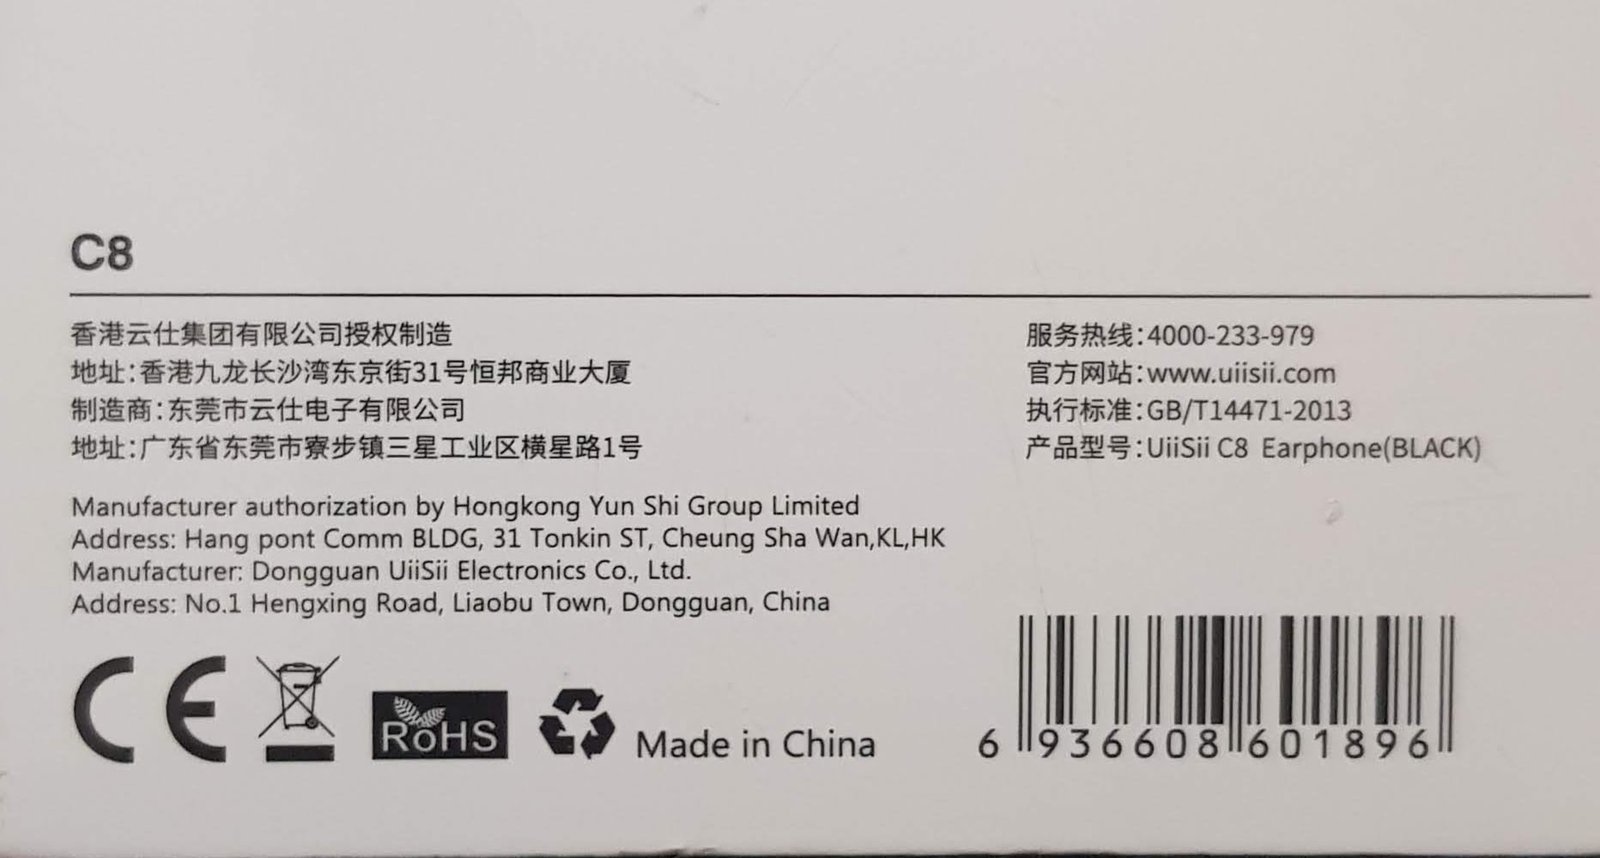 C8
香港云仕集团有限公司授权制造
地址:香港九龙长沙湾东京街31号恒邦商业大厦
制造商:东莞市云仕电子有限公司
地址:广东省东莞市寮步镇三星工业区横星路1号
服务热线:4000-233-979
官方网站:www.uiisii.com
执行标准:GB/T14471-2013
产品型号:UiiSii C8 Earphone(BLACK)
Manufacturer authorization by Hongkong Yun Shi Group Limited
Address: Hang pont Comm BLDG, 31 Tonkin ST, Cheung Sha Wan,KL,HK
Manufacturer: Dongguan UiiSii Electronics Co., Ltd.
Address: No.1 Hengxing Road, Liaobu Town, Dongguan, China
CE
RoHS
Made in China
6 936608 601896